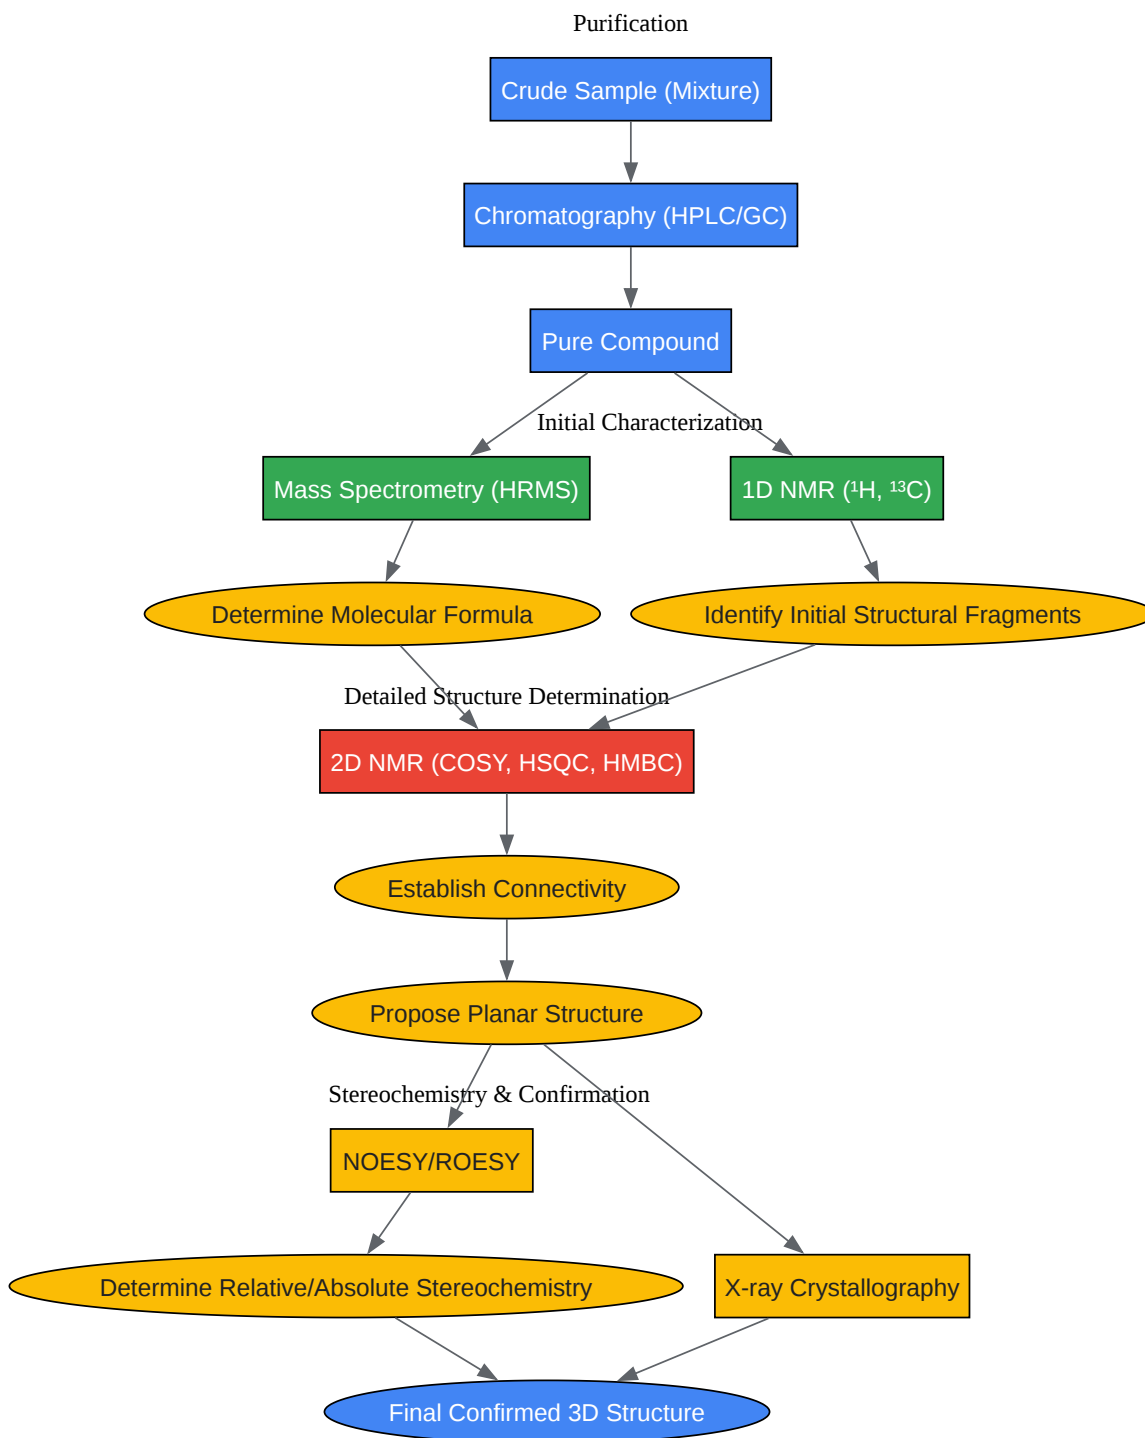 Purification
Crude Sample (Mixture)
Chromatography (HPLC/GC)
Pure Compound
Initial Characterization
Mass Spectrometry (HRMS)
1D NMR (¹H, ¹³C)
Determine Molecular Formula
Identify Initial Structural Fragments
Detailed Structure Determination
2D NMR (COSY, HSQC, HMBC)
Establish Connectivity
Propose Planar Structure
Stereochemistry & Confirmation
NOESY/ROESY
Determine Relative/Absolute Stereochemistry
X-ray Crystallography
Final Confirmed 3D Structure